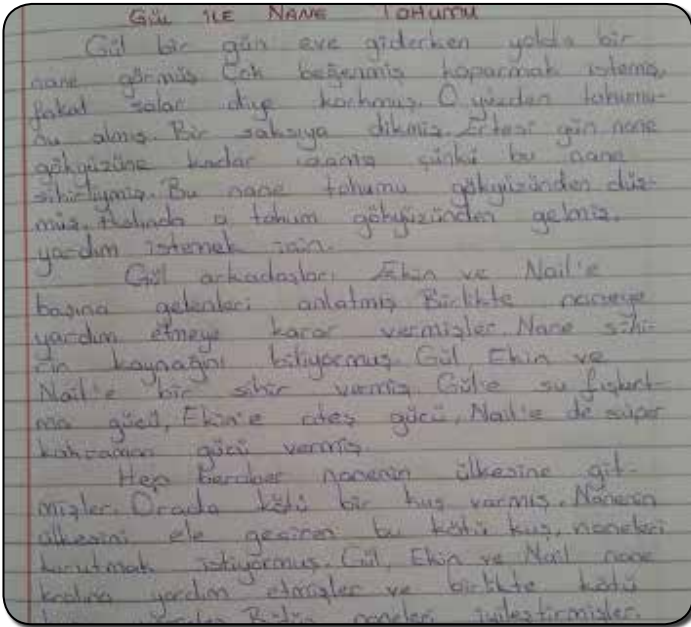 GÜL İLE NANE TOHUMU
Gül bir gün eve giderken yolda bir
nane görmüş. Çok beğenmiş koparmak istemiş,
fakat solar diye korkmuş. O yüzden tohumu-
nu almış. Bir saksıya dikmiş. Ertesi gün nane
gökyüzüne kadar uzamış çünkü bu nane
sihirliymiş. Bu nane tohumu gökyüzünden düş-
müş. Aslında o tohum gökyüzünden gelmiş.
yardım istemek için.
Gül arkadaşları Ekin ve Nail'e
başına gelenleri anlatmış. Birlikte naneye
yardım etmeye karar vermişler. Nane sihi-
rin kaynağını biliyormuş. Gül Ekin ve
Nail'e bir sihir vermiş. Gül'e su fışkırt-
ma gücü, Ekin'e ateş gücü, Nail'e de süper
kahraman gücü vermiş.
Hep beraber nanenin ülkesine git-
mişler. Orada kötü bir kuş varmış. Nanenin
ülkesini ele geçiren bu kötü kuş, naneleri
kurutmak istiyormuş. Gül, Ekin ve Nail nane
kralına yardım etmişler ve birlikte kötü
Bütün naneleri iyileştirmişler.